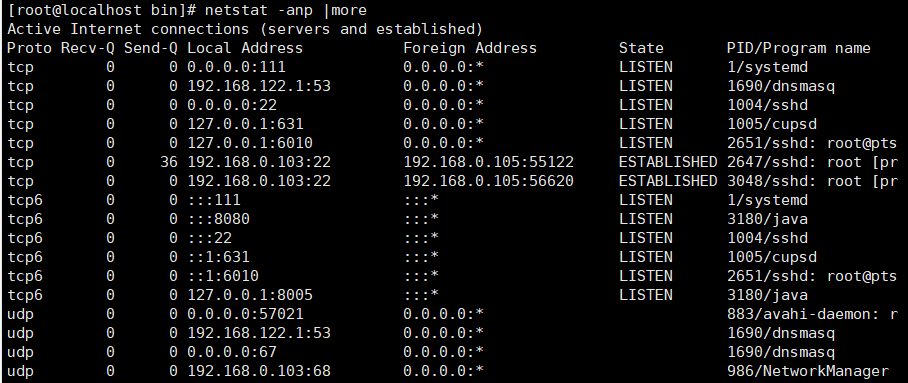 [root@localhost bin]# netstat -anp |more
Active Internet connections (servers and established)
Proto Recv-Q Send-Q Local Address           Foreign Address         State       PID/Program name
tcp        0      0 0.0.0.0:111             0.0.0.0:*               LISTEN      1/systemd
tcp        0      0 192.168.122.1:53        0.0.0.0:*               LISTEN      1690/dnsmasq
tcp        0      0 0.0.0.0:22              0.0.0.0:*               LISTEN      1004/sshd
tcp        0      0 127.0.0.1:631           0.0.0.0:*               LISTEN      1005/cupsd
tcp        0      0 127.0.0.1:6010          0.0.0.0:*               LISTEN      2651/sshd: root@pts
tcp        0     36 192.168.0.103:22        192.168.0.105:55122     ESTABLISHED 2647/sshd: root [pr
tcp        0      0 192.168.0.103:22        192.168.0.105:56620     ESTABLISHED 3048/sshd: root [pr
tcp6       0      0 :::111                  :::*                    LISTEN      1/systemd
tcp6       0      0 :::8080                 :::*                    LISTEN      3180/java
tcp6       0      0 :::22                   :::*                    LISTEN      1004/sshd
tcp6       0      0 ::1:631                 :::*                    LISTEN      1005/cupsd
tcp6       0      0 ::1:6010                :::*                    LISTEN      2651/sshd: root@pts
tcp6       0      0 127.0.0.1:8005          :::*                    LISTEN      3180/java
udp        0      0 0.0.0.0:57021           0.0.0.0:*                           883/avahi-daemon: r
udp        0      0 192.168.122.1:53        0.0.0.0:*                           1690/dnsmasq
udp        0      0 0.0.0.0:67              0.0.0.0:*                           1690/dnsmasq
udp        0      0 192.168.0.103:68        0.0.0.0:*                           986/NetworkManager